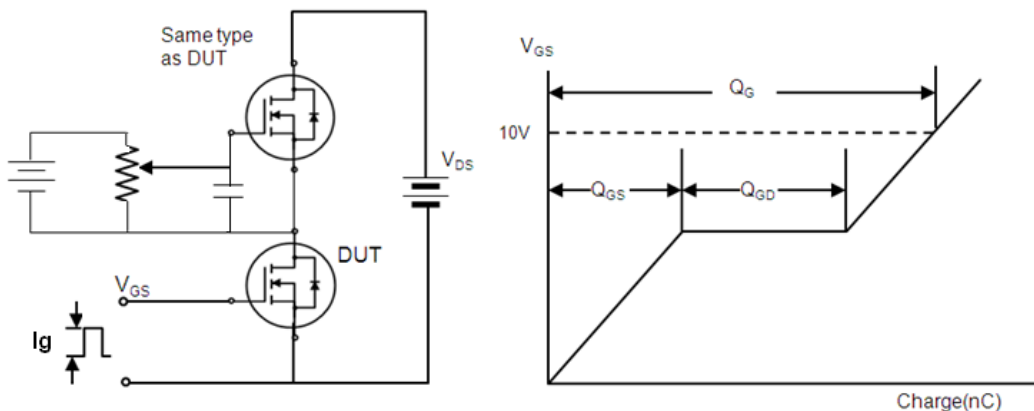 Same type
as DUT
V_DS
DUT
V_GS
Ig
V_GS
Q_G
10V
Q_GS
Q_GD
Charge(nC)